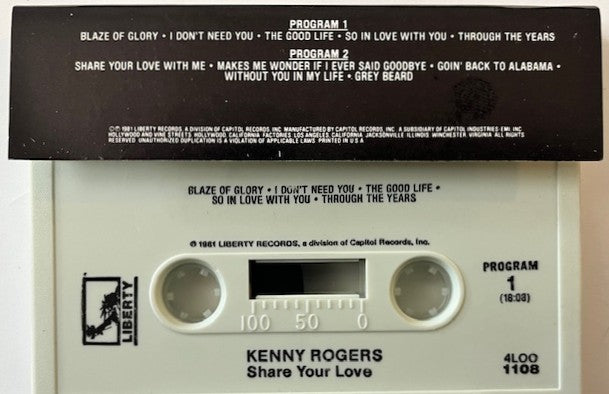 PROGRAM 1
BLAZE OF GLORY • I DON'T NEED YOU • THE GOOD LIFE • SO IN LOVE WITH YOU • THROUGH THE YEARS
PROGRAM 2
SHARE YOUR LOVE WITH ME • MAKES ME WONDER IF I EVER SAID GOODBYE • GOIN' BACK TO ALABAMA •
WITHOUT YOU IN MY LIFE • GREY BEARD
©℗ 1981 LIBERTY RECORDS, A DIVISION OF CAPITOL RECORDS, INC. MANUFACTURED BY CAPITOL RECORDS, INC. A SUBSIDIARY OF CAPITOL INDUSTRIES-EMI, INC.
HOLLYWOOD AND VINE STREETS, HOLLYWOOD, CALIFORNIA. FACTORIES: LOS ANGELES, CALIFORNIA. JACKSONVILLE, ILLINOIS. WINCHESTER, VIRGINIA. ALL RIGHTS
RESERVED. UNAUTHORIZED DUPLICATION IS A VIOLATION OF APPLICABLE LAWS. PRINTED IN U.S.A.
BLAZE OF GLORY • I DON'T NEED YOU • THE GOOD LIFE •
SO IN LOVE WITH YOU • THROUGH THE YEARS
℗ 1981 LIBERTY RECORDS, a division of Capitol Records, Inc.
LIBERTY
100 50 0
PROGRAM
1
(18:08)
KENNY ROGERS
Share Your Love
4LOO
1108